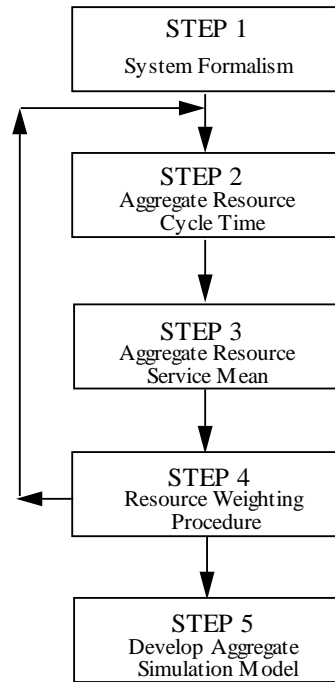 STEP 1
System Formalism
STEP 2
Aggregate Resource
Cycle Time
STEP 3
Aggregate Resource
Service Mean
STEP 4
Resource Weighting
Procedure
STEP 5
Develop Aggregate
Simulation Model